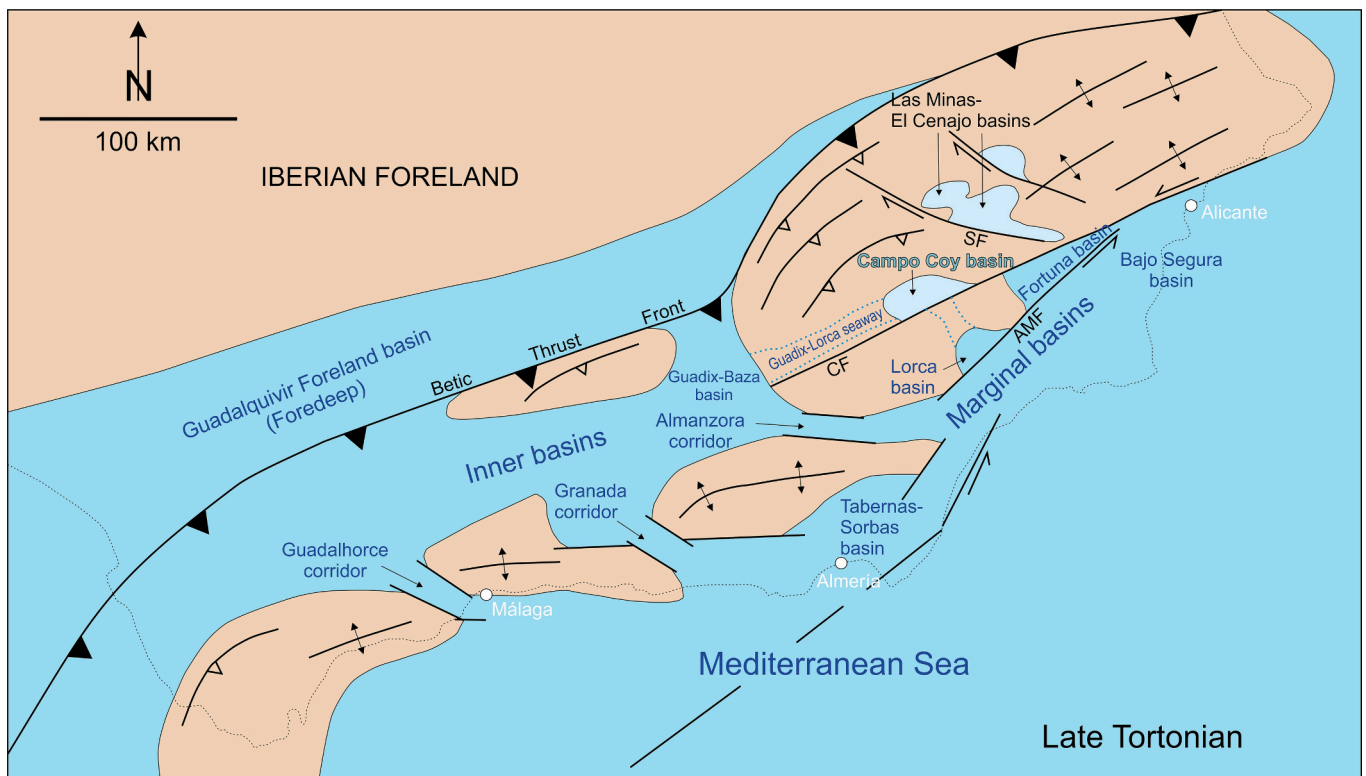 N
100 km
IBERIAN FORELAND
Las Minas-
El Cenajo basins
Alicante
SF
Campo Coy basin
Fortuna basin
Bajo Segura
basin
Guadix-Lorca seaway
AMF
CF
Lorca
basin
Marginal basins
Betic Thrust Front
Guadalquivir Foreland basin
(Foredeep)
Guadix-Baza
basin
Almanzora
corridor
Inner basins
Granada
corridor
Tabernas-
Sorbas
basin
Guadalhorce
corridor
Almería
Málaga
Mediterranean Sea
Late Tortonian